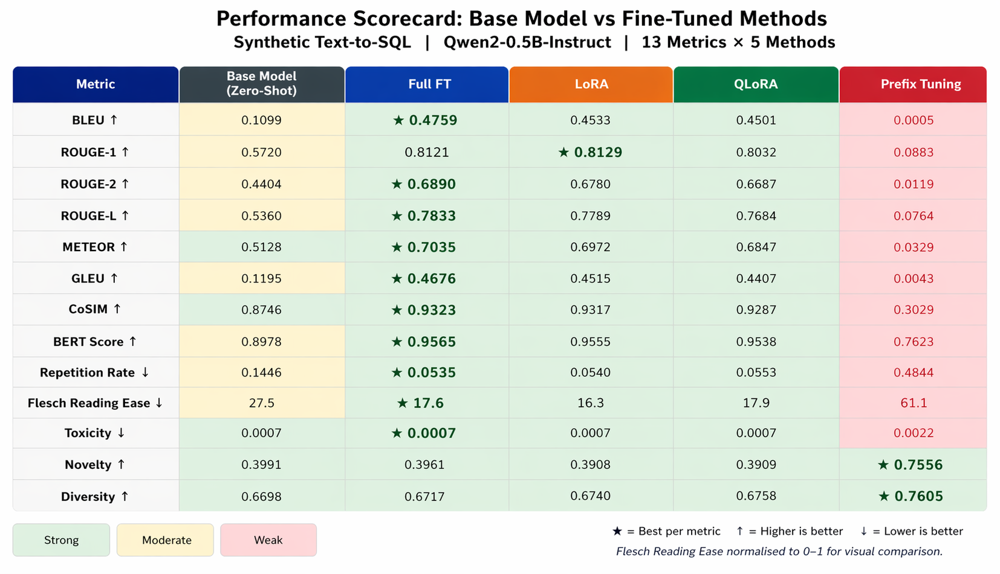 Performance Scorecard: Base Model vs Fine-Tuned Methods
Synthetic Text-to-SQL | Qwen2-0.5B-Instruct | 13 Metrics × 5 Methods
Metric Base Model (Zero-Shot) Full FT LoRA QLoRA Prefix Tuning
BLEU ↑ 0.1099 ★ 0.4759 0.4533 0.4501 0.0005
ROUGE-1 ↑ 0.5720 0.8121 ★ 0.8129 0.8032 0.0883
ROUGE-2 ↑ 0.4404 ★ 0.6890 0.6780 0.6687 0.0119
ROUGE-L ↑ 0.5360 ★ 0.7833 0.7789 0.7684 0.0764
METEOR ↑ 0.5128 ★ 0.7035 0.6972 0.6847 0.0329
GLEU ↑ 0.1195 ★ 0.4676 0.4515 0.4407 0.0043
CoSIM ↑ 0.8746 ★ 0.9323 0.9317 0.9287 0.3029
BERT Score ↑ 0.8978 ★ 0.9565 0.9555 0.9538 0.7623
Repetition Rate ↓ 0.1446 ★ 0.0535 0.0540 0.0553 0.4844
Flesch Reading Ease ↓ 27.5 ★ 17.6 16.3 17.9 61.1
Toxicity ↓ 0.0007 ★ 0.0007 0.0007 0.0007 0.0022
Novelty ↑ 0.3991 0.3961 0.3908 0.3909 ★ 0.7556
Diversity ↑ 0.6698 0.6717 0.6740 0.6758 ★ 0.7605
Strong Moderate Weak
★ = Best per metric ↑ = Higher is better ↓ = Lower is better
Flesch Reading Ease normalised to 0–1 for visual comparison.